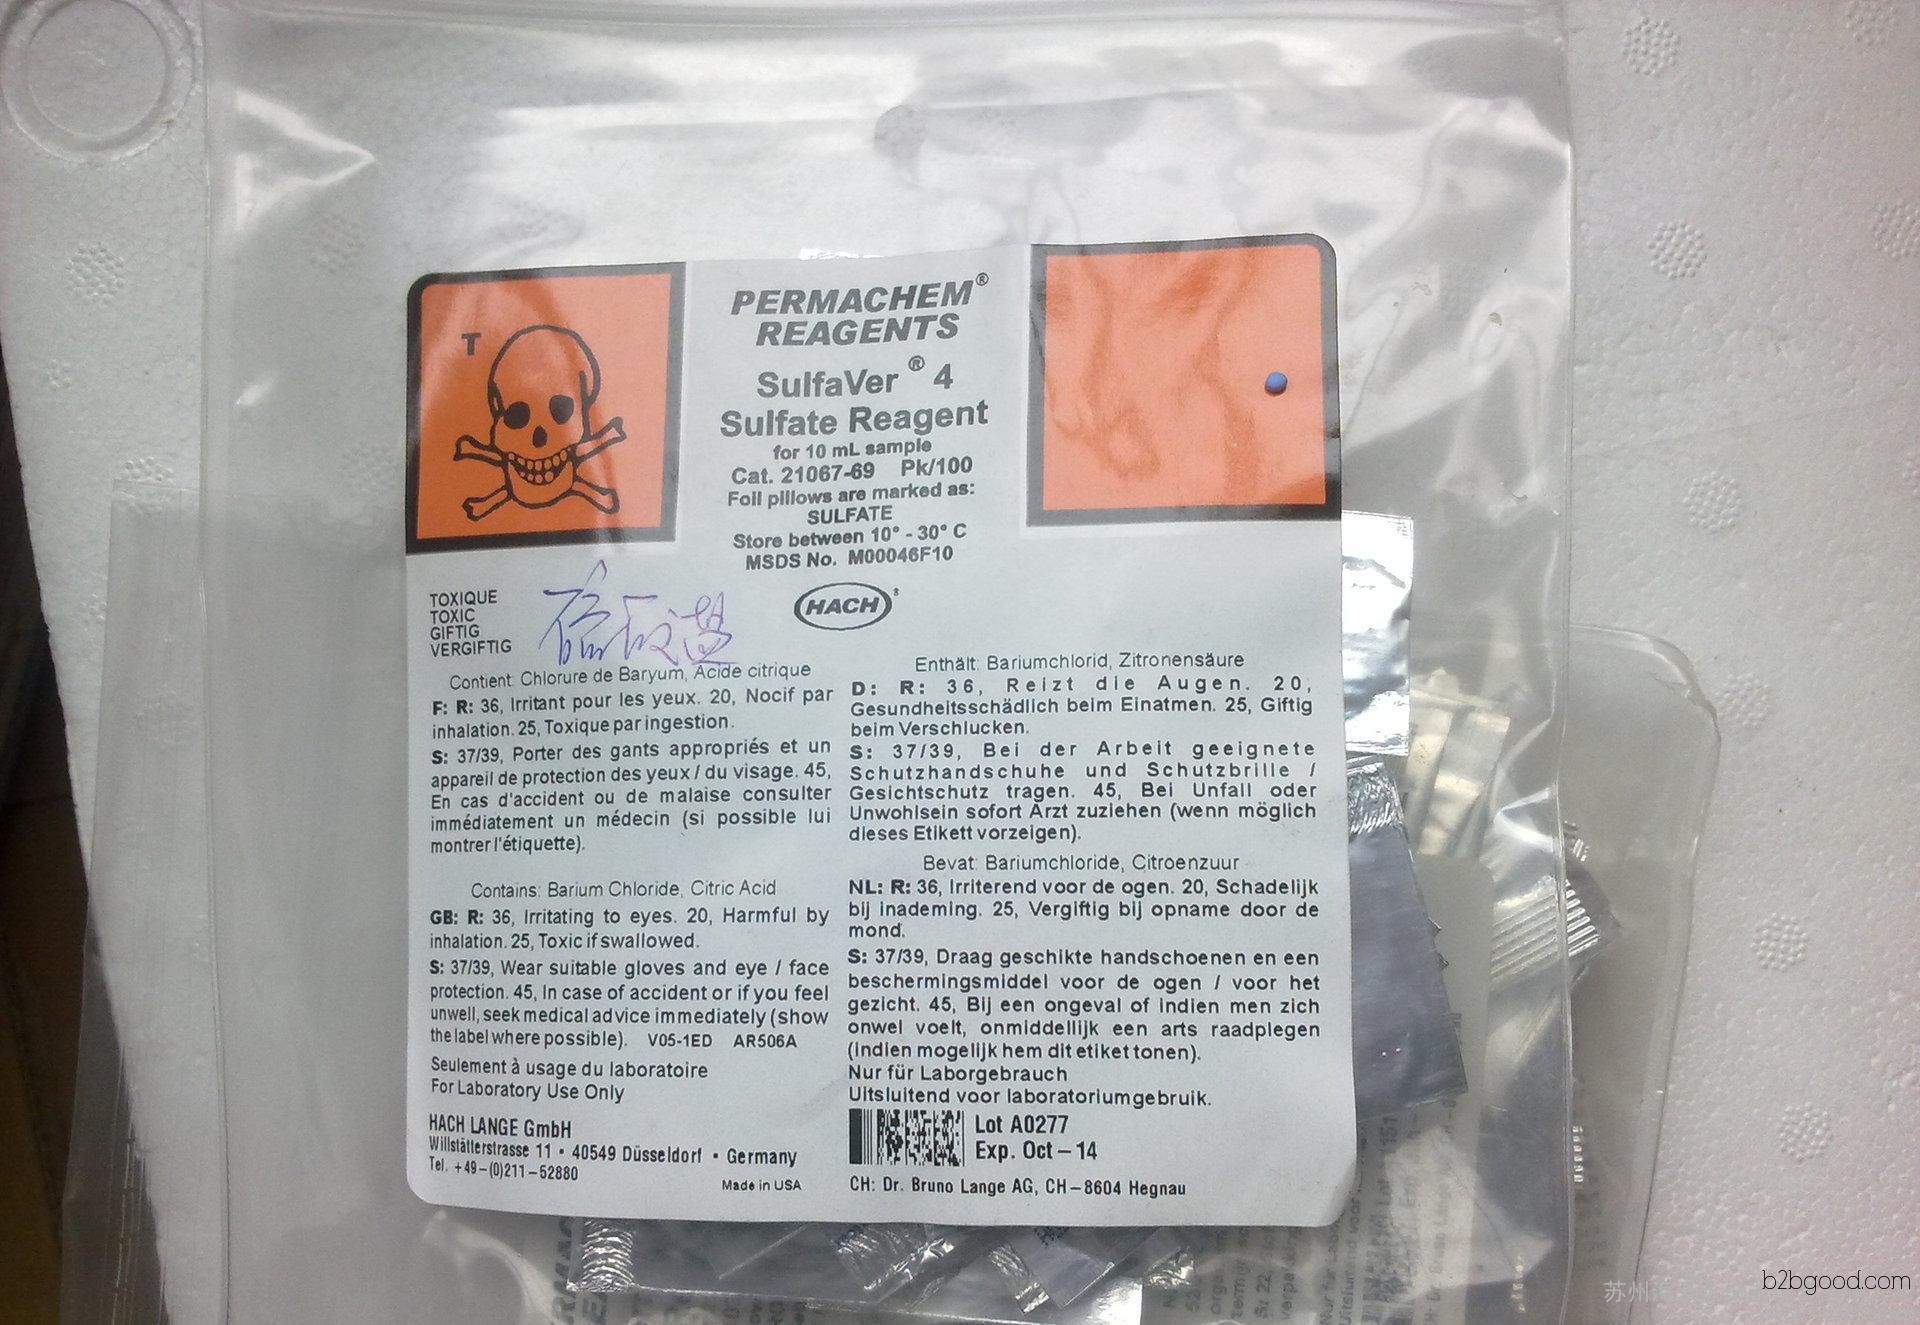 T
PERMACHEM®
REAGENTS
SulfaVer® 4
Sulfate Reagent
for 10 mL sample
Cat. 21067-69 Pk/100
Foil pillows are marked as:
SULFATE
Store between 10° - 30° C
MSDS No. M00046F10
HACH
TOXIQUE
TOXIC
GIFTIG
VERGIFTIG
Contient: Chlorure de Baryum, Acide citrique
F: R: 36, Irritant pour les yeux. 20, Nocif par
inhalation. 25, Toxique par ingestion.
S: 37/39, Porter des gants appropriés et un
appareil de protection des yeux / du visage. 45,
En cas d'accident ou de malaise consulter
immédiatement un médecin (si possible lui
montrer l'étiquette).
Contains: Barium Chloride, Citric Acid
GB: R: 36, Irritating to eyes. 20, Harmful by
inhalation. 25, Toxic if swallowed.
S: 37/39, Wear suitable gloves and eye / face
protection. 45, In case of accident or if you feel
unwell, seek medical advice immediately (show
the label where possible). V05-1ED AR506A
Seulement à usage du laboratoire
For Laboratory Use Only
HACH LANGE GmbH
Willstätterstrasse 11 • 40549 Düsseldorf • Germany
Tel. +49-(0)211-52880
Made in USA
Enthält: Bariumchlorid, Zitronensäure
D: R: 36, Reizt die Augen. 20,
Gesundheitsschädlich beim Einatmen. 25, Giftig
beim Verschlucken.
S: 37/39, Bei der Arbeit geeignete
Schutzhandschuhe und Schutzbrille /
Gesichtschutz tragen. 45, Bei Unfall oder
Unwohlsein sofort Arzt zuziehen (wenn möglich
dieses Etikett vorzeigen).
Bevat: Bariumchloride, Citroenzuur
NL: R: 36, Irriterend voor de ogen. 20, Schadelijk
bij inademing. 25, Vergiftig bij opname door de
mond.
S: 37/39, Draag geschikte handschoenen en een
beschermingsmiddel voor de ogen / voor het
gezicht. 45, Bij een ongeval of indien men zich
onwel voelt, onmiddellijk een arts raadplegen
(indien mogelijk hem dit etiket tonen).
Nur für Laborgebrauch
Uitsluitend voor laboratoriumgebruik.
Lot A0277
Exp. Oct-14
CH: Dr. Bruno Lange AG, CH-8604 Hegnau
苏州
b2bgood.com